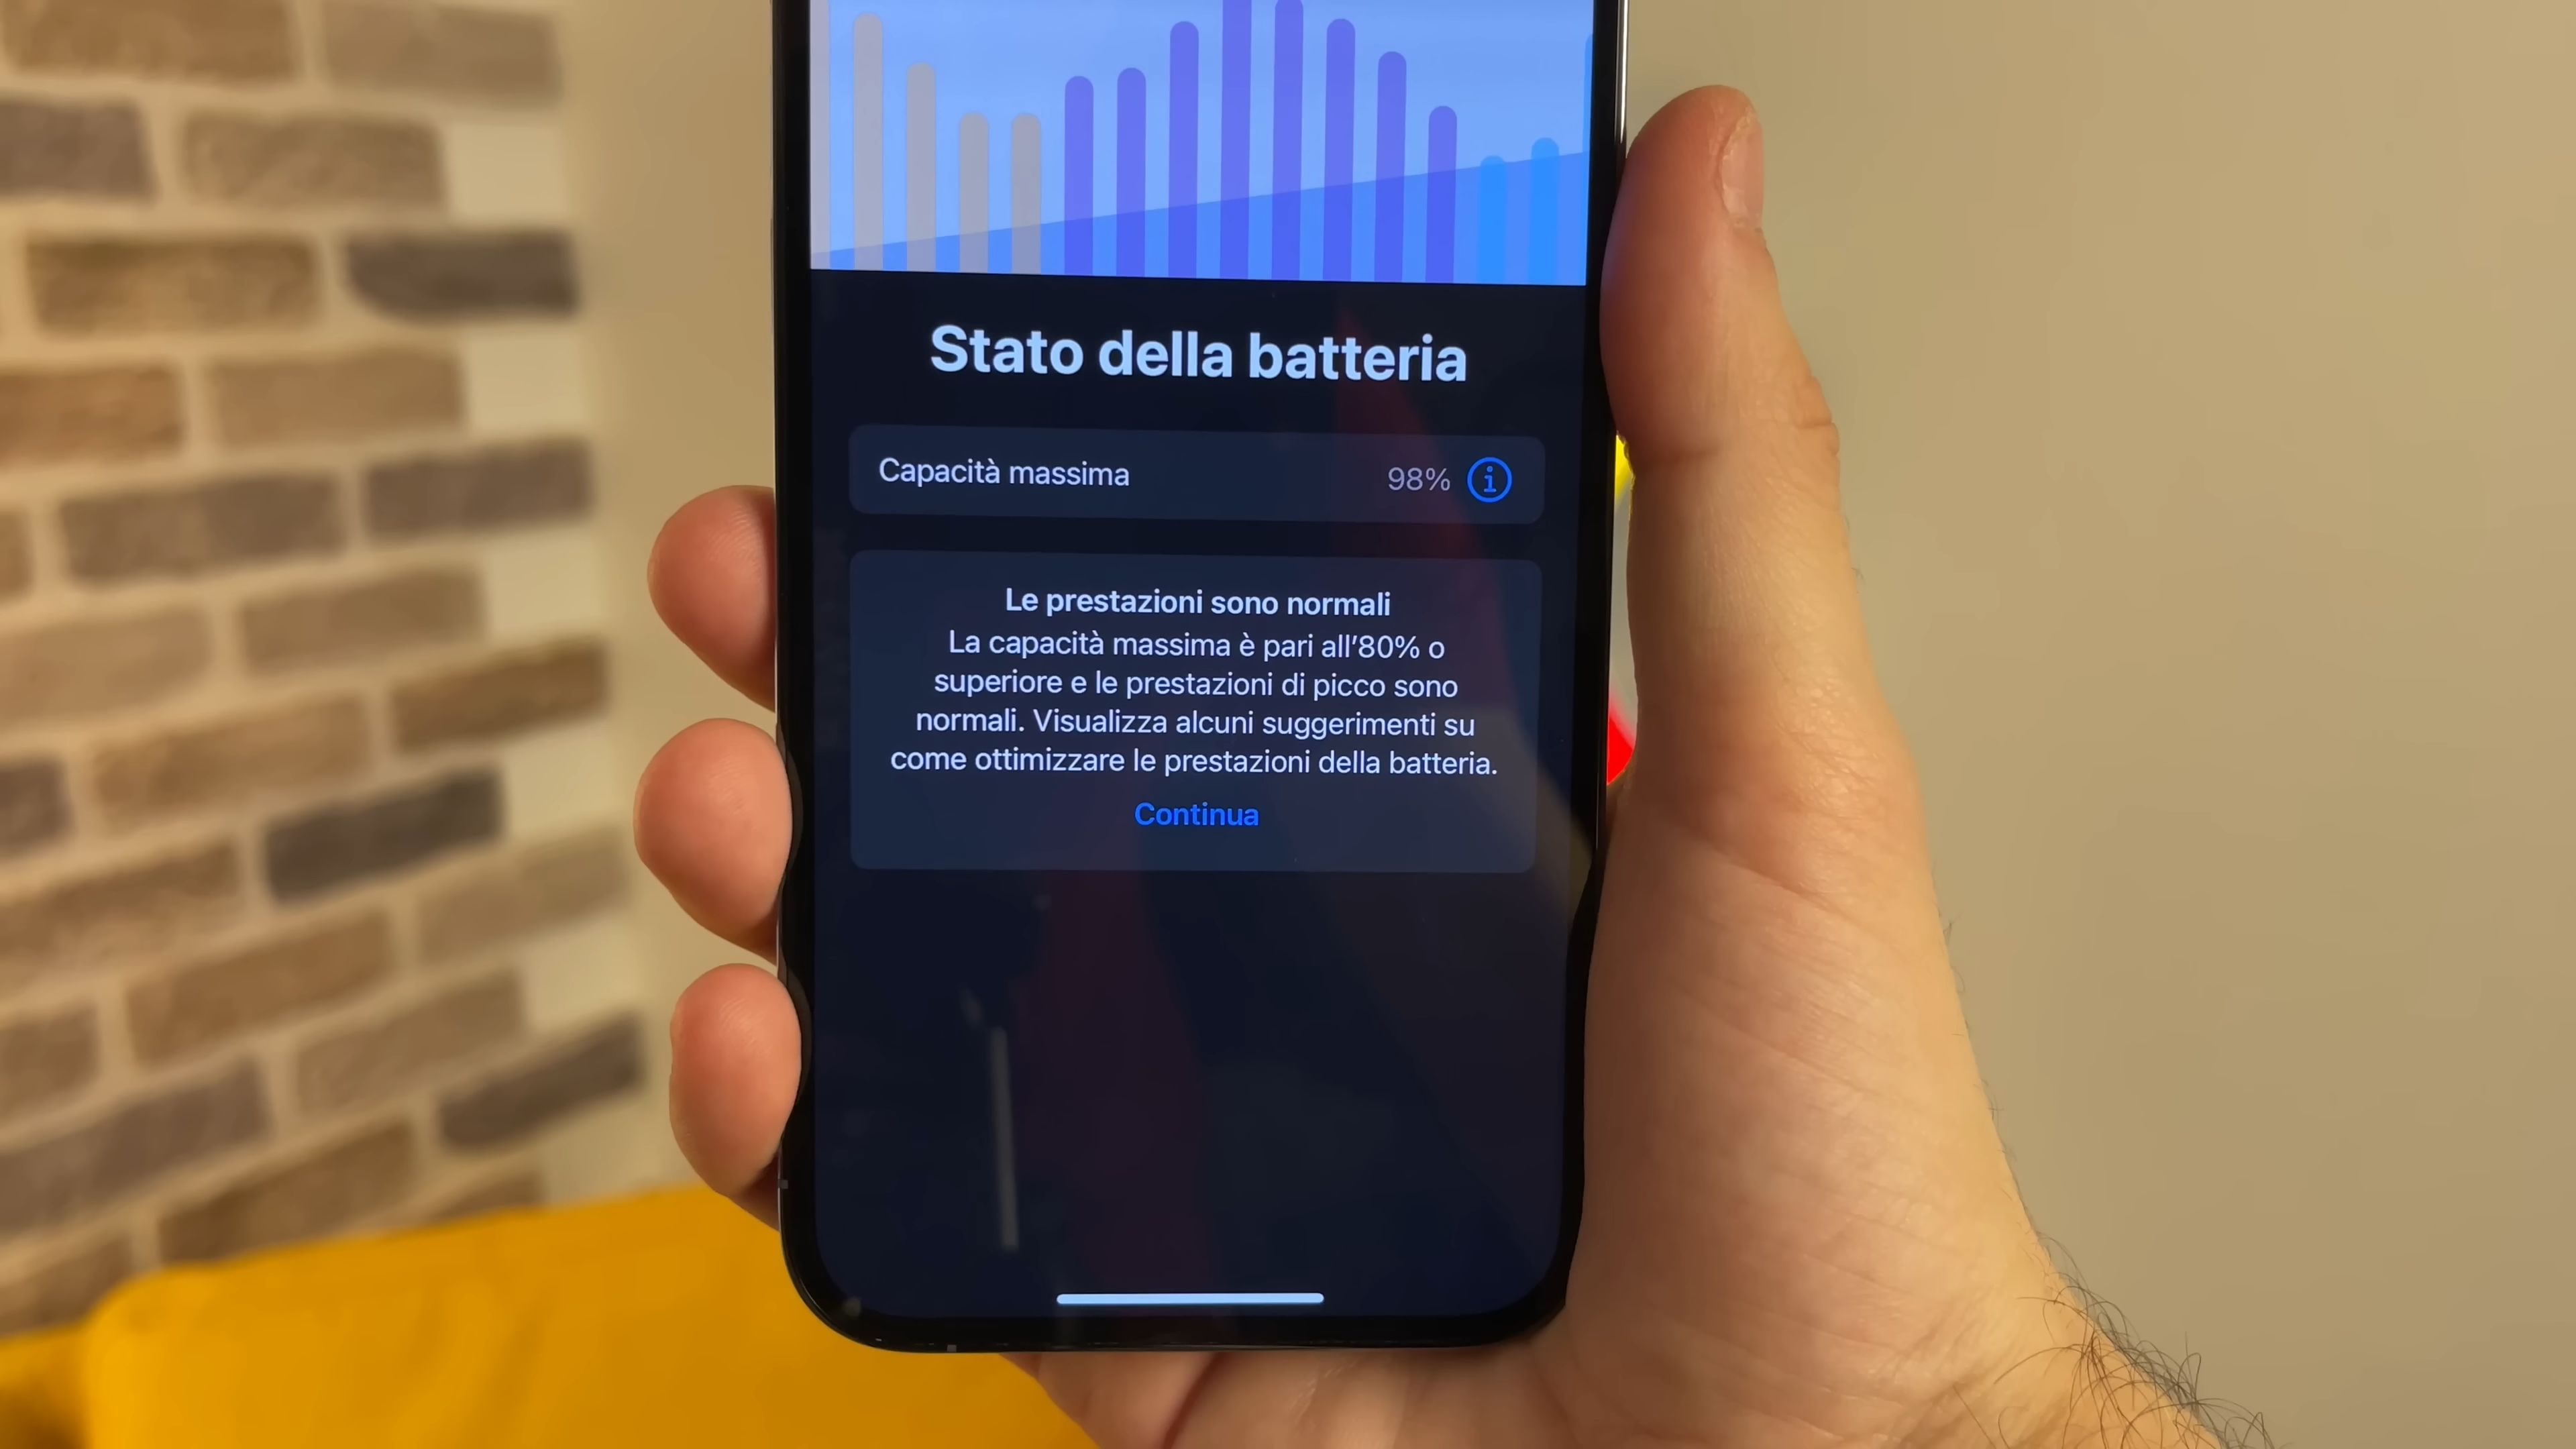 Stato della batteria
Capacità massima 98%
Le prestazioni sono normali
La capacità massima è pari all'80% o
superiore e le prestazioni di picco sono
normali. Visualizza alcuni suggerimenti su
come ottimizzare le prestazioni della batteria.
Continua